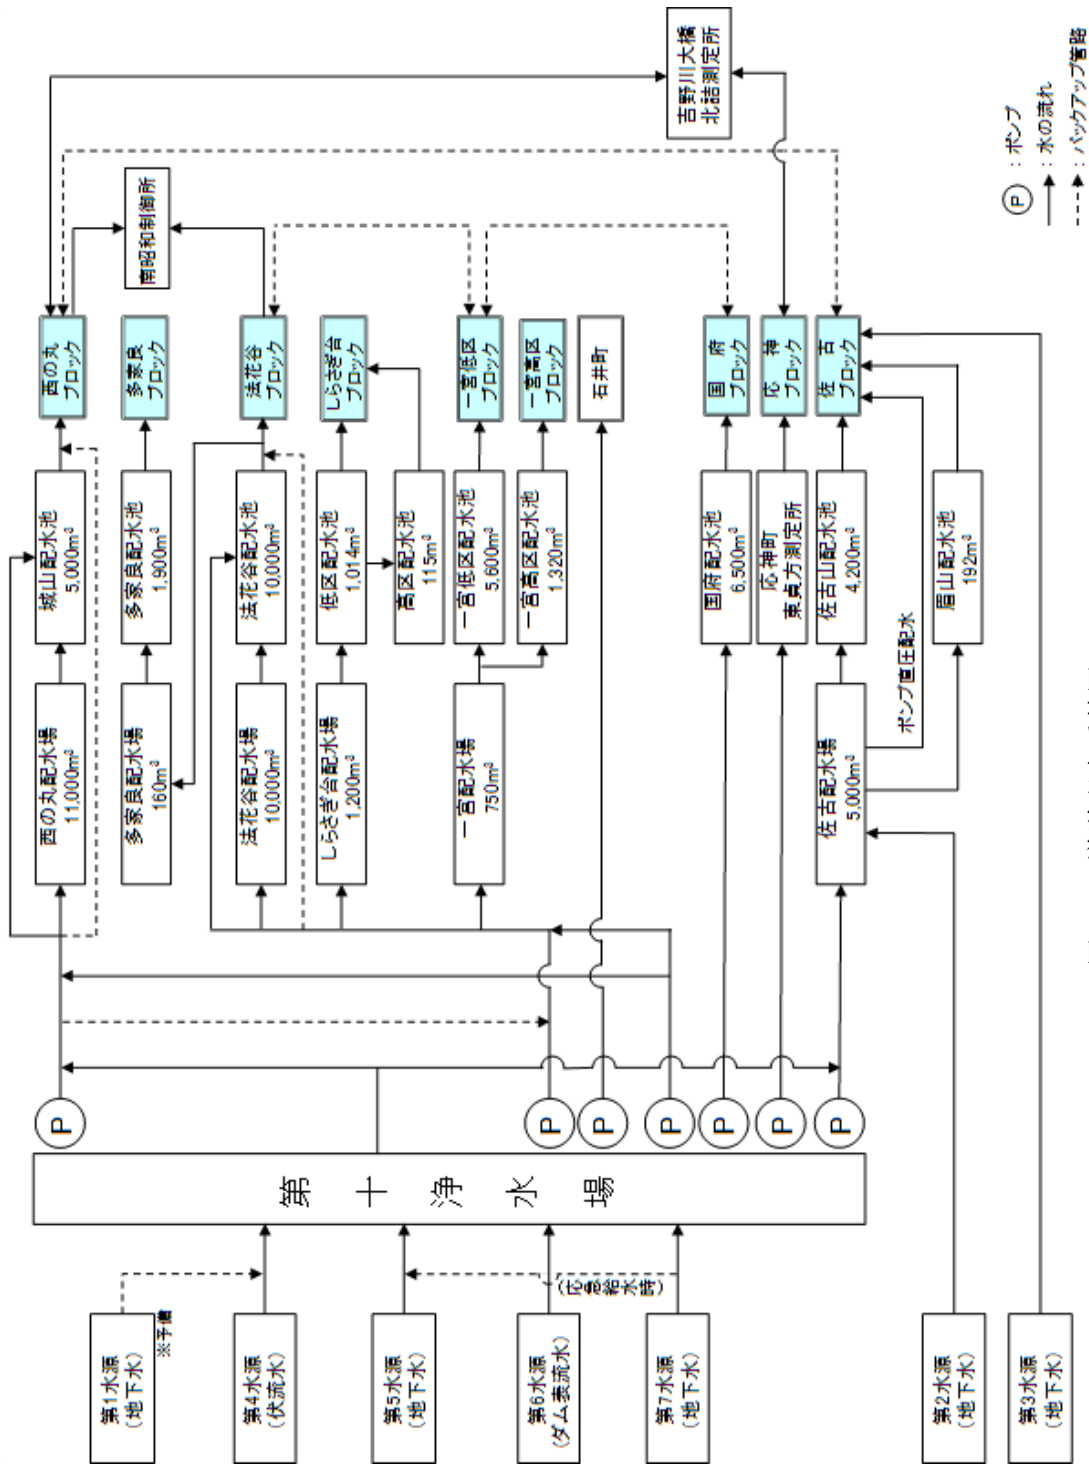 第1水源
(地下水)
※予備
第4水源
(伏流水)
第5水源
(地下水)
第6水源
(ダム表流水)
第7水源
(地下水)
(応急給水時)
第2水源
(地下水)
第3水源
(地下水)
第十浄水場
P
P
P
P
P
P
P
西の丸配水場
11,000m³
城山配水池
5,000m³
西の丸
ブロック
多家良配水場
160m³
多家良配水池
1,900m³
多家良
ブロック
南昭和制御所
法花谷配水場
10,000m³
法花谷配水池
10,000m³
法花谷
ブロック
しらさぎ台配水場
1,200m³
低区配水池
1,014m³
しらさぎ台
ブロック
高区配水池
115m³
一宮配水場
750m³
一宮低区配水池
5,600m³
一宮低区
ブロック
一宮高区配水池
1,320m³
一宮高区
ブロック
石井町
国府配水池
6,500m³
国府
ブロック
応神町
東貞方測定所
応神
ブロック
佐古配水場
5,000m³
佐古山配水池
4,200m³
佐古
ブロック
ポンプ直圧配水
眉山配水池
192m³
吉野川大橋
北詰測定所
P:ポンプ
:水の流れ
:バックアップ管路